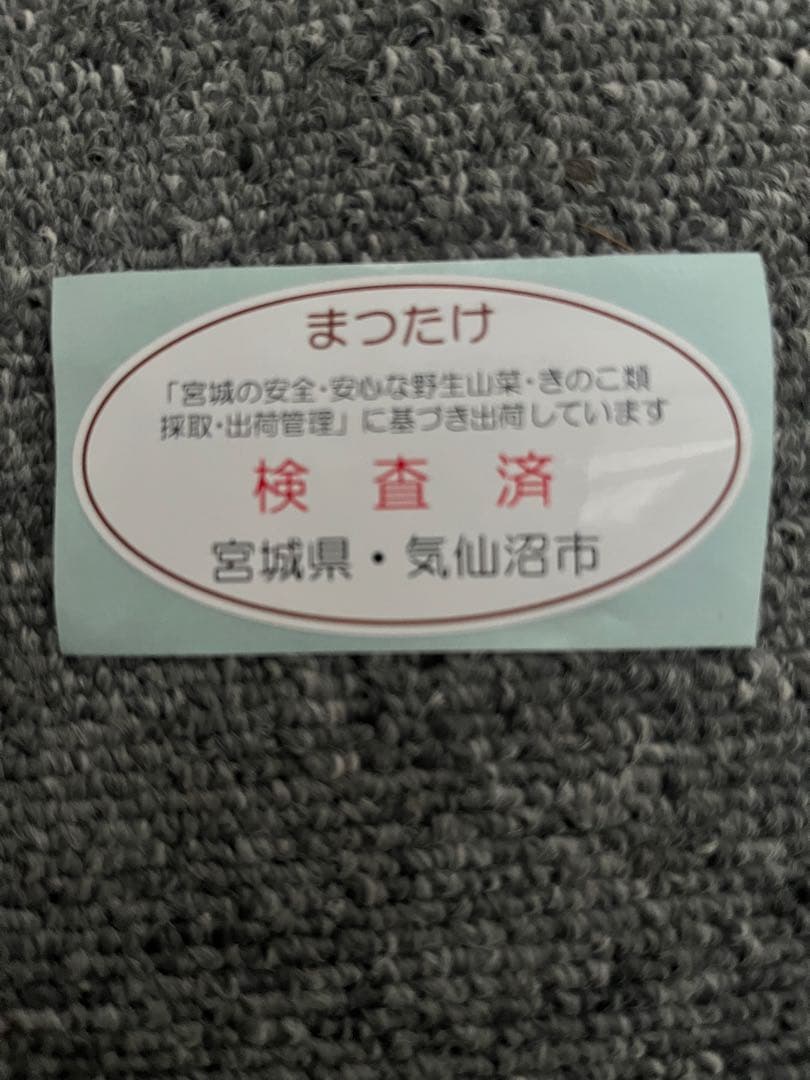 まつたけ
「宮城の安全・安心な野生山菜・きのこ類
採取・出荷管理」に基づき出荷しています
検査済
宮城県・気仙沼市